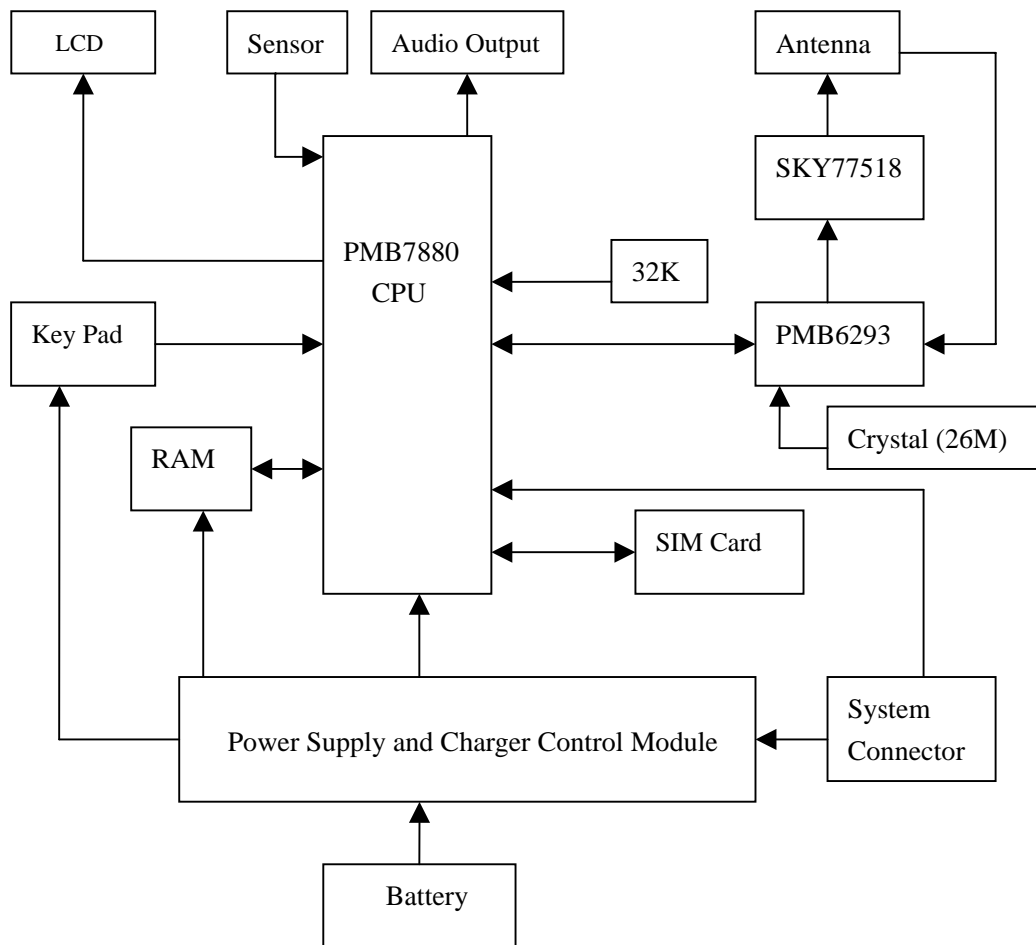 LCD
Sensor
Audio Output
Antenna
SKY77518
PMB7880
CPU
32K
Key Pad
PMB6293
RAM
Crystal (26M)
SIM Card
System
Connector
Power Supply and Charger Control Module
Battery